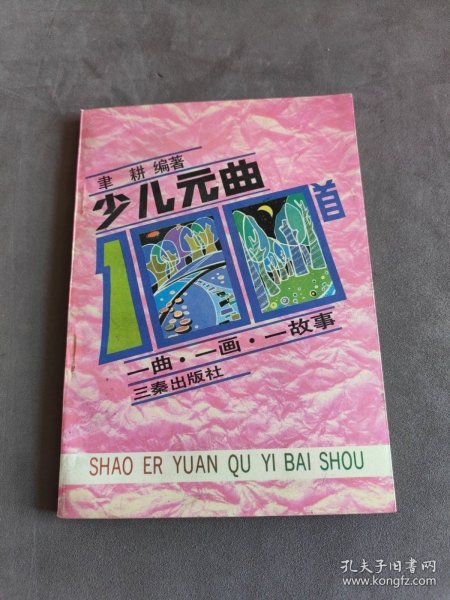 聿 耕 编著
少儿元曲
100首
一曲·一画·一故事
三秦出版社
SHAO ER YUAN QU YI BAI SHOU
孔夫子旧书网
www.kongfz.com